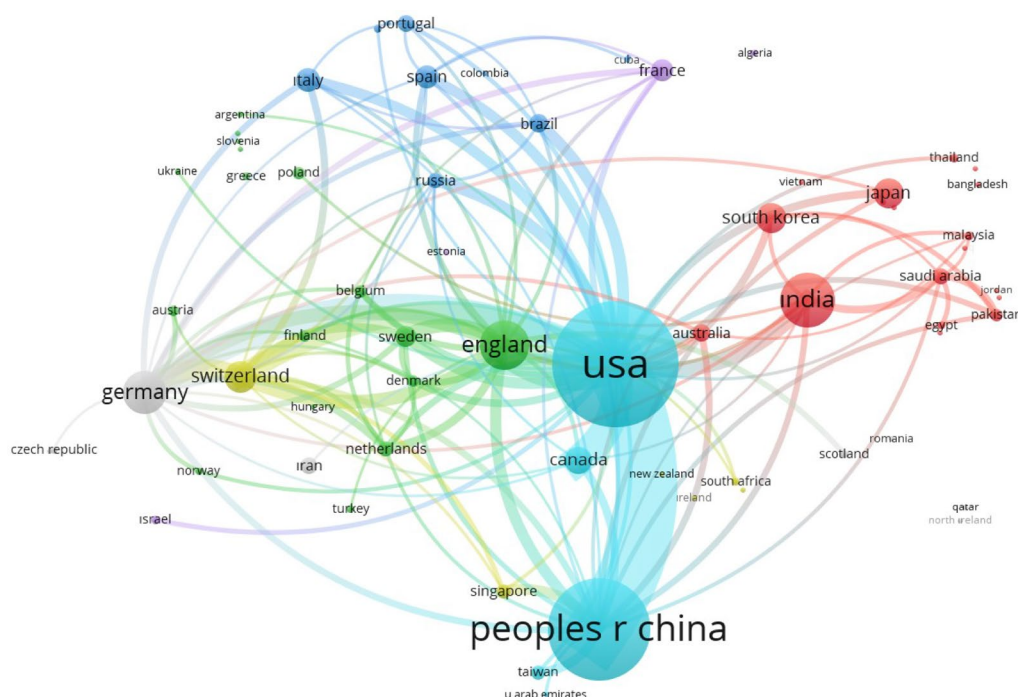 portugal
algeria
cuba
france
italy
spain
colombia
argentina
brazil
slovenia
thailand
ukraine
greece
poland
russia
vietnam
japan
bangladesh
south korea
malaysia
estonia
saudi arabia
belgium
jordan
india
austria
pakistan
egypt
finland
sweden
england
australia
usa
switzerland
denmark
germany
hungary
romania
czech republic
netherlands
scotland
iran
canada
norway
new zealand
south africa
ireland
turkey
qatar
israel
north ireland
singapore
peoples r china
taiwan
u arab emirates